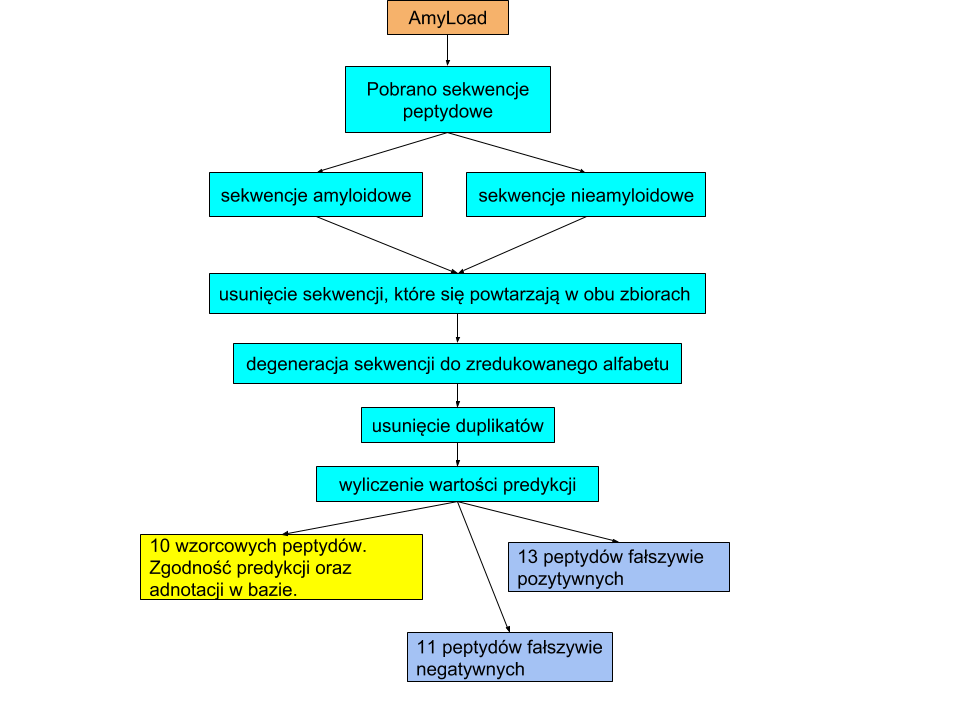 AmyLoad
Pobrano sekwencje
peptydowe
sekwencje amyloidowe
sekwencje nieamyloidowe
usunięcie sekwencji, które się powtarzają w obu zbiorach
degeneracja sekwencji do zredukowanego alfabetu
usunięcie duplikatów
wyliczenie wartości predykcji
10 wzorcowych peptydów.
Zgodność predykcji oraz
adnotacji w bazie.
13 peptydów fałszywie
pozytywnych
11 peptydów fałszywie
negatywnych